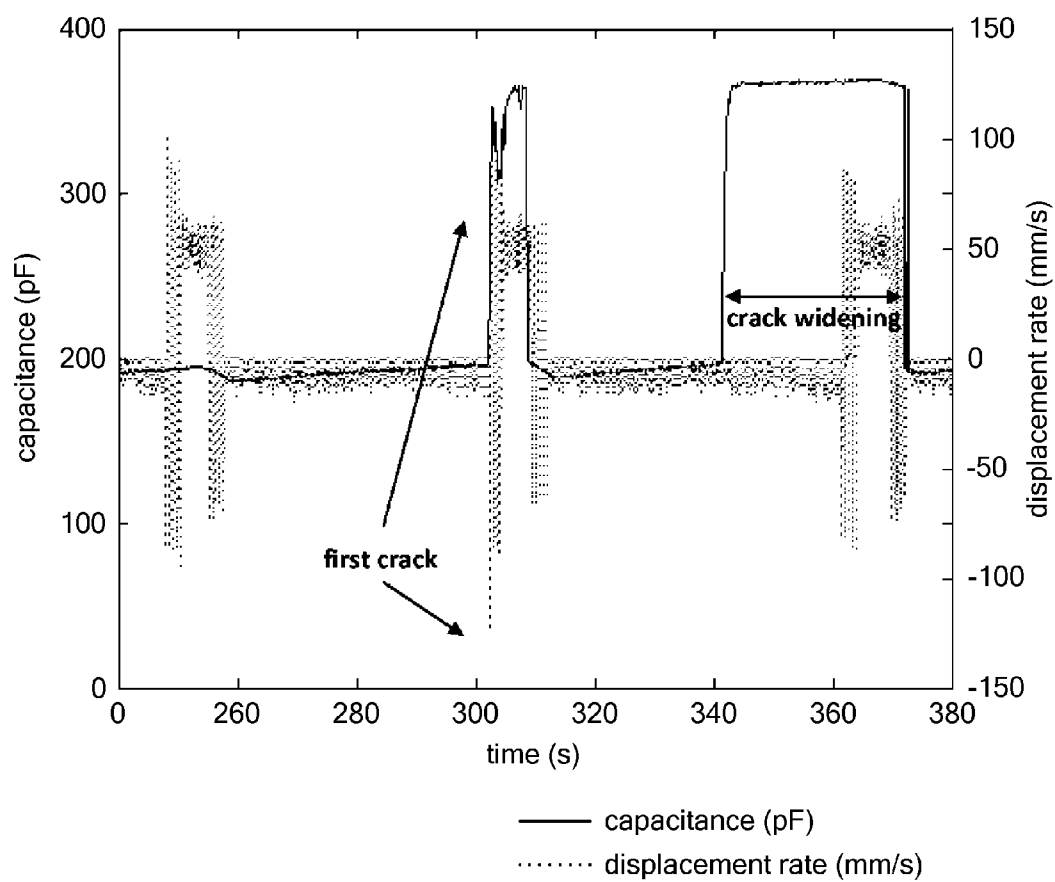 400
300
200
100
0
capacitance (pF)
150
100
50
0
-50
-100
-150
displacement rate (mm/s)
first crack
crack widening
0 260 280 300 320 340 360 380
time (s)
capacitance (pF)
displacement rate (mm/s)